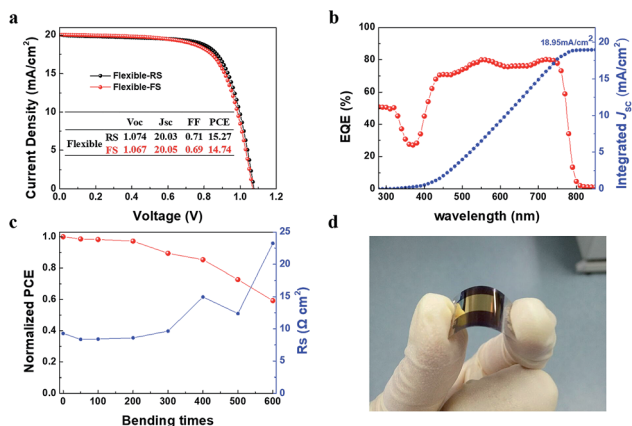 a
Current Density (mA/cm²)
20
15
10
5
0
Flexible-RS
Flexible-FS
Voc Jsc FF PCE
Flexible
RS 1.074 20.03 0.71 15.27
FS 1.067 20.05 0.69 14.74
0.0 0.2 0.4 0.6 0.8 1.0 1.2
Voltage (V)
b
EQE (%)
100
80
60
40
20
0
18.95mA/cm²
20
15
10
5
0
Integrated Jsc (mA/cm²)
300 400 500 600 700 800
wavelength (nm)
c
Normalized PCE
1.0
0.8
0.6
0.4
0.2
0.0
25
20
15
10
5
0
Rs (Ω cm²)
0 100 200 300 400 500 600
Bending times
d